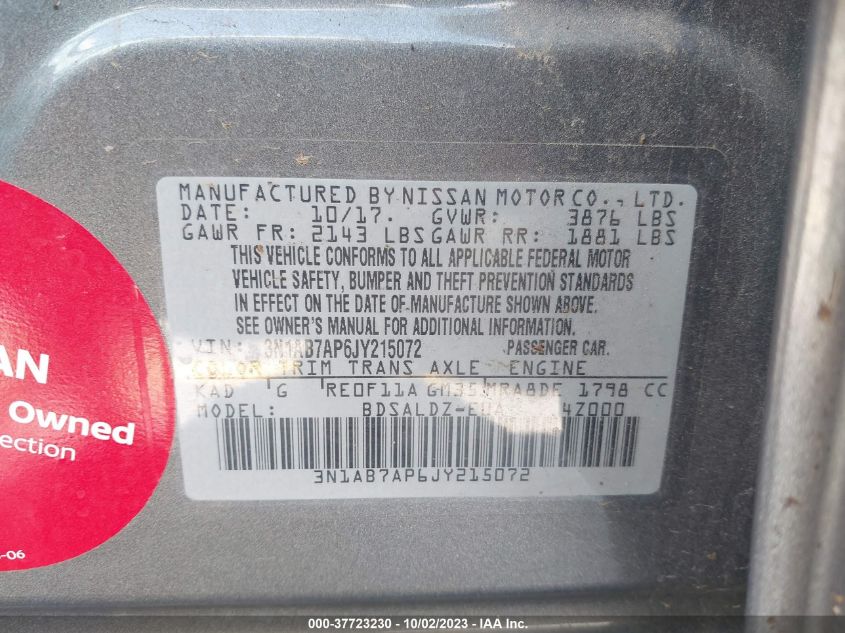 MANUFACTURED BY NISSAN MOTOR CO., LTD.
DATE: 10/17. GVWR: 3876 LBS
GAWR FR: 2143 LBS GAWR RR: 1881 LBS
THIS VEHICLE CONFORMS TO ALL APPLICABLE FEDERAL MOTOR
VEHICLE SAFETY, BUMPER AND THEFT PREVENTION STANDARDS
IN EFFECT ON THE DATE OF MANUFACTURE SHOWN ABOVE.
SEE OWNER'S MANUAL FOR ADDITIONAL INFORMATION.
VIN: 3N1AB7AP6JY215072 PASSENGER CAR.
COLOR TRIM TRANS AXLE ENGINE
KAD G RE0F11A GM35 MRA8DE 1798 CC
MODEL: 4Z000
3N1AB7AP6JY215072
AN
Owned
ection
-06
000-37723230 - 10/02/2023 - IAA Inc.